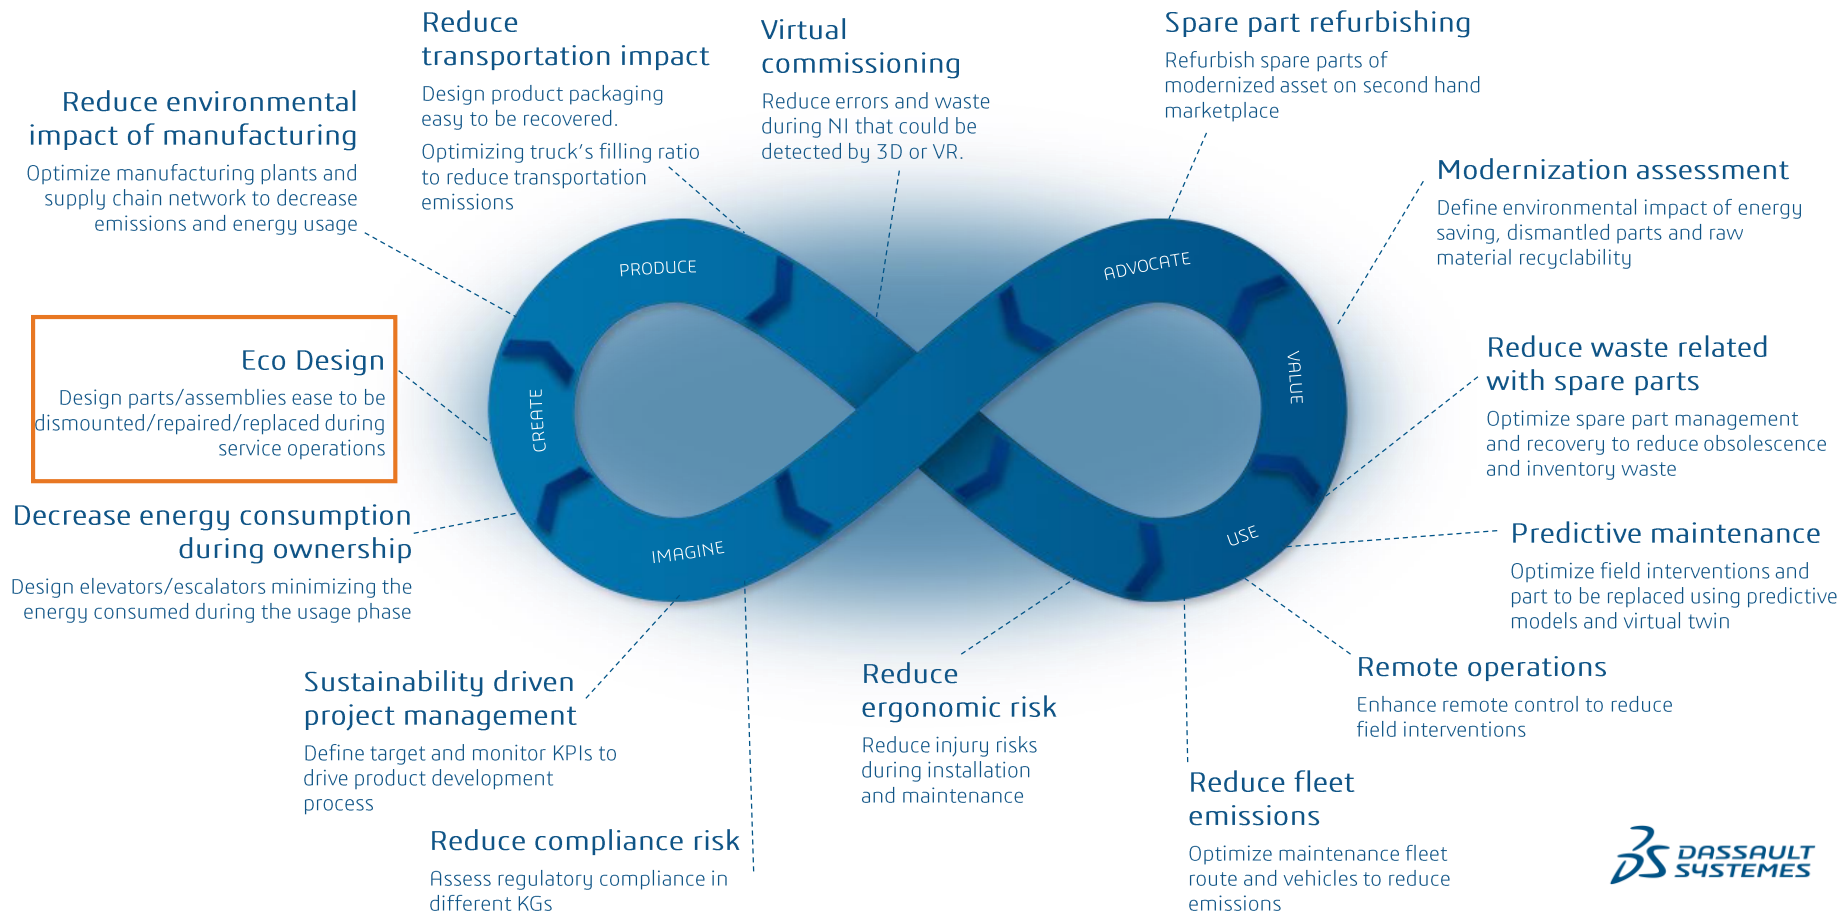 Reduce
transportation impact
Design product packaging
easy to be recovered.
Optimizing truck's filling ratio
to reduce transportation
emissions
Virtual
commissioning
Reduce errors and waste
during NI that could be
detected by 3D or VR.
Spare part refurbishing
Refurbish spare parts of
modernized asset on second hand
marketplace
Reduce environmental
impact of manufacturing
Optimize manufacturing plants and
supply chain network to decrease
emissions and energy usage
Modernization assessment
Define environmental impact of energy
saving, dismantled parts and raw
material recyclability
PRODUCE
ADVOCATE
CREATE
VALUE
IMAGINE
USE
Eco Design
Design parts/assemblies ease to be
dismounted/repaired/replaced during
service operations
Reduce waste related
with spare parts
Optimize spare part management
and recovery to reduce obsolescence
and inventory waste
Decrease energy consumption
during ownership
Design elevators/escalators minimizing the
energy consumed during the usage phase
Predictive maintenance
Optimize field interventions and
part to be replaced using predictive
models and virtual twin
Sustainability driven
project management
Define target and monitor KPIs to
drive product development
process
Reduce
ergonomic risk
Reduce injury risks
during installation
and maintenance
Remote operations
Enhance remote control to reduce
field interventions
Reduce compliance risk
Assess regulatory compliance in
different KGs
Reduce fleet
emissions
Optimize maintenance fleet
route and vehicles to reduce
emissions
3DS DASSAULT
SYSTEMES